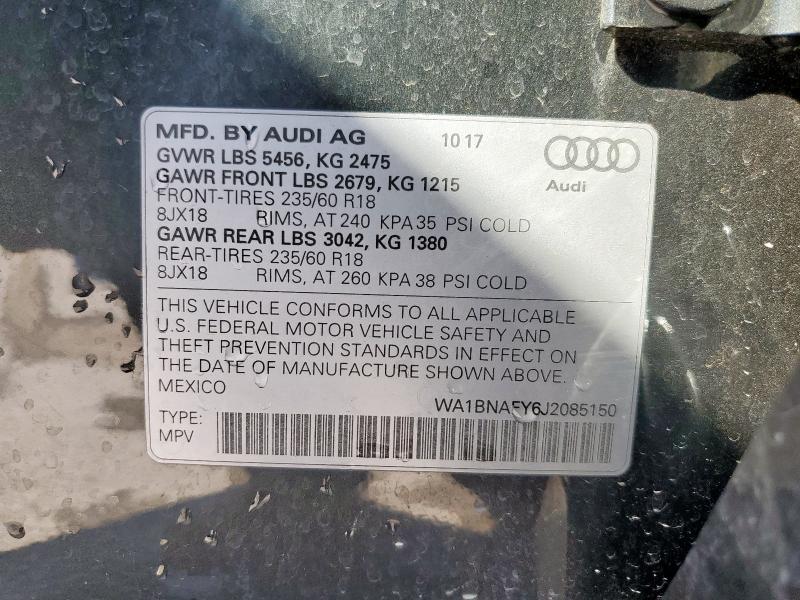 MFD. BY AUDI AG 10 17
GVWR LBS 5456, KG 2475
GAWR FRONT LBS 2679, KG 1215
Audi
FRONT-TIRES 235/60 R18
8JX18 RIMS, AT 240 KPA 35 PSI COLD
GAWR REAR LBS 3042, KG 1380
REAR-TIRES 235/60 R18
8JX18 RIMS, AT 260 KPA 38 PSI COLD
THIS VEHICLE CONFORMS TO ALL APPLICABLE
U.S. FEDERAL MOTOR VEHICLE SAFETY AND
THEFT PREVENTION STANDARDS IN EFFECT ON
THE DATE OF MANUFACTURE SHOWN ABOVE.
MEXICO
WA1BNAFY6J2085150
TYPE:
MPV